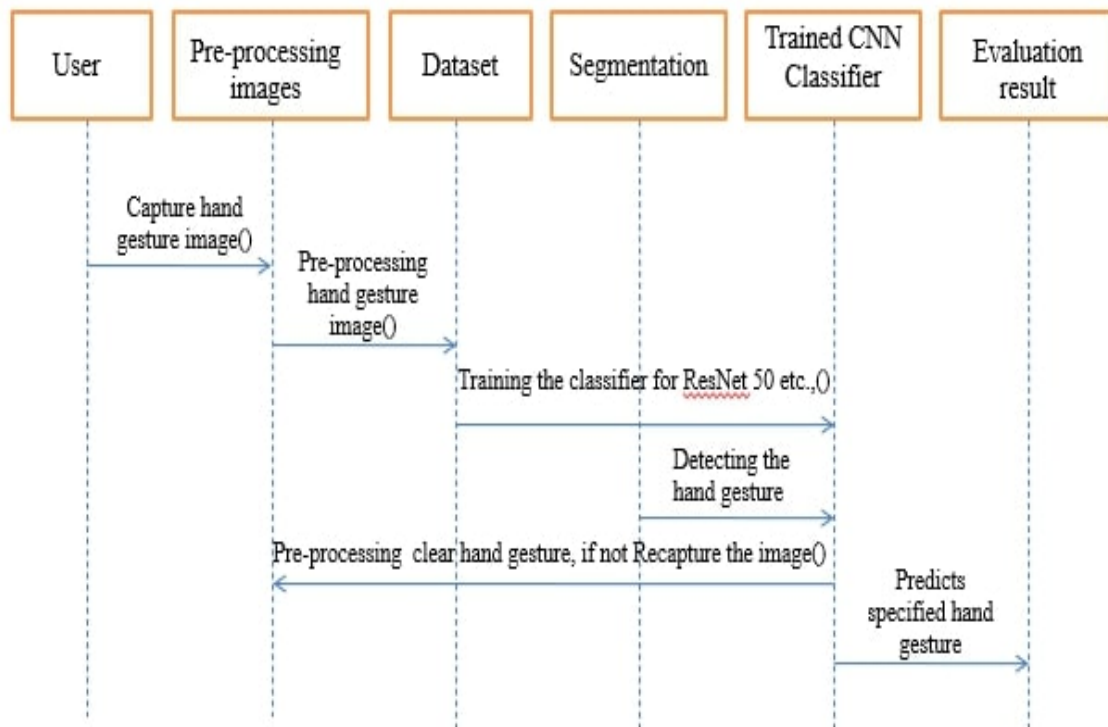 User
Pre-processing
images
Dataset
Segmentation
Trained CNN
Classifier
Evaluation
result
Capture hand
gesture image()
Pre-processing
hand gesture
image()
Training the classifier for ResNet 50 etc.,()
Detecting the
hand gesture
Pre-processing clear hand gesture, if not Recapture the image()
Predicts
specified hand
gesture